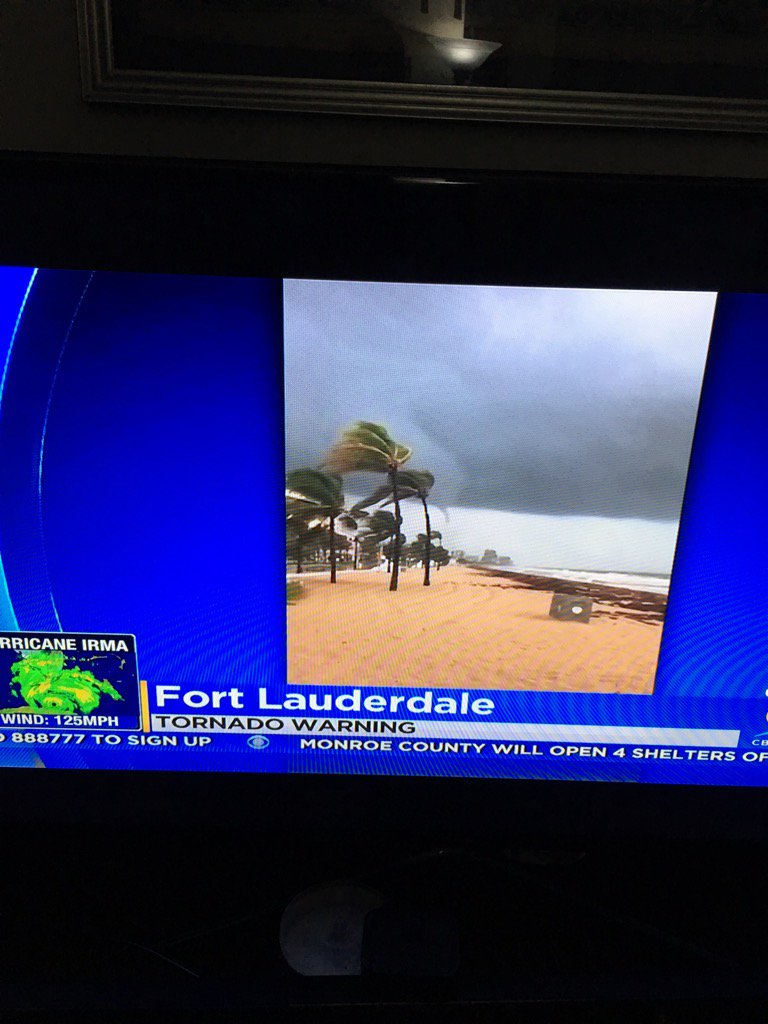 RRICANE IRMA
WIND: 125MPH
Fort Lauderdale
TORNADO WARNING
888777 TO SIGN UP
MONROE COUNTY WILL OPEN 4 SHELTERS OF
CB